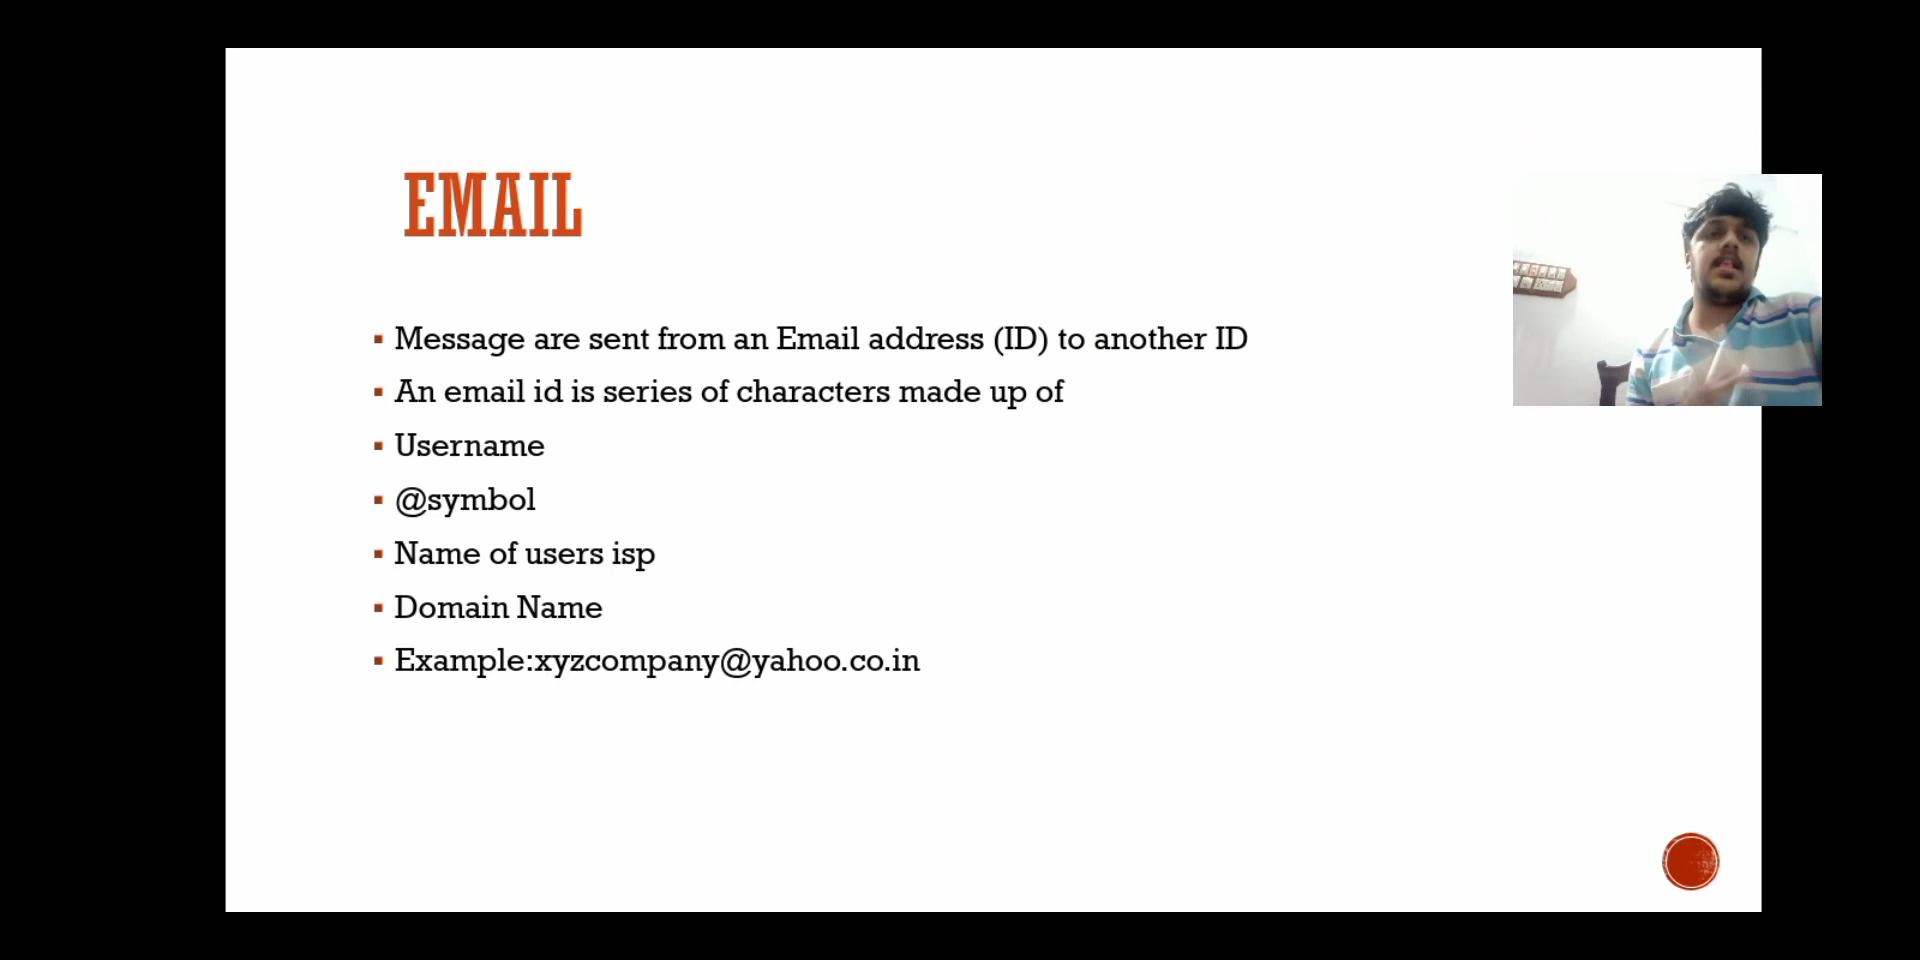 EMAIL
Message are sent from an Email address (ID) to another ID
An email id is series of characters made up of
Username
@symbol
Name of users isp
Domain Name
Example:xyzcompany@yahoo.co.in